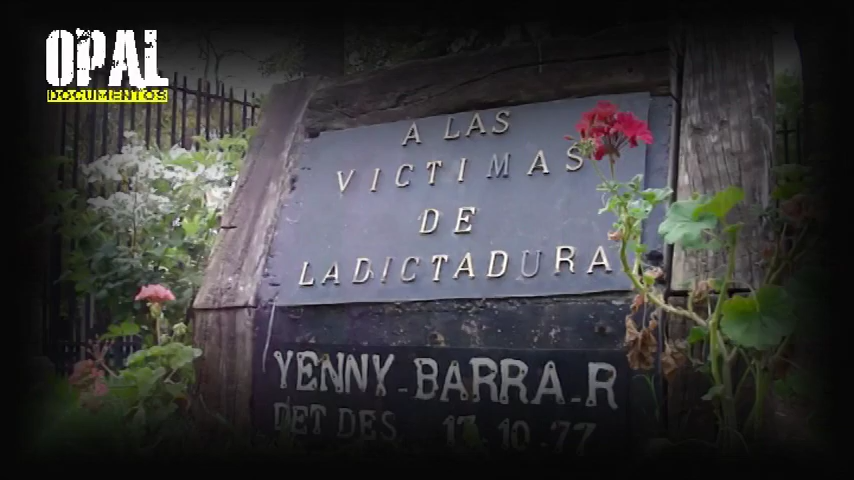 OPAL
DOCUMENTOS
A LAS
VICTIMAS
DE
LA DICTADURA
YENNY-BARRA-R
DET DES 17-10-77